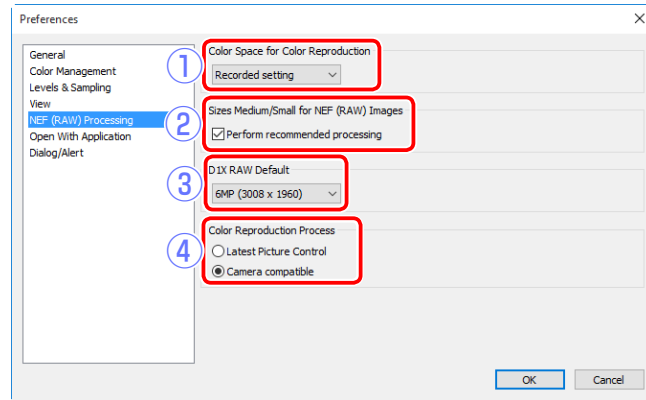 Preferences
General
Color Management
Levels & Sampling
View
NEF (RAW) Processing
Open With Application
Dialog/Alert
① Color Space for Color Reproduction
Recorded setting
② Sizes Medium/Small for NEF (RAW) Images
Perform recommended processing
③ D1X RAW Default
6MP (3008 x 1960)
④ Color Reproduction Process
Latest Picture Control
Camera compatible
OK Cancel